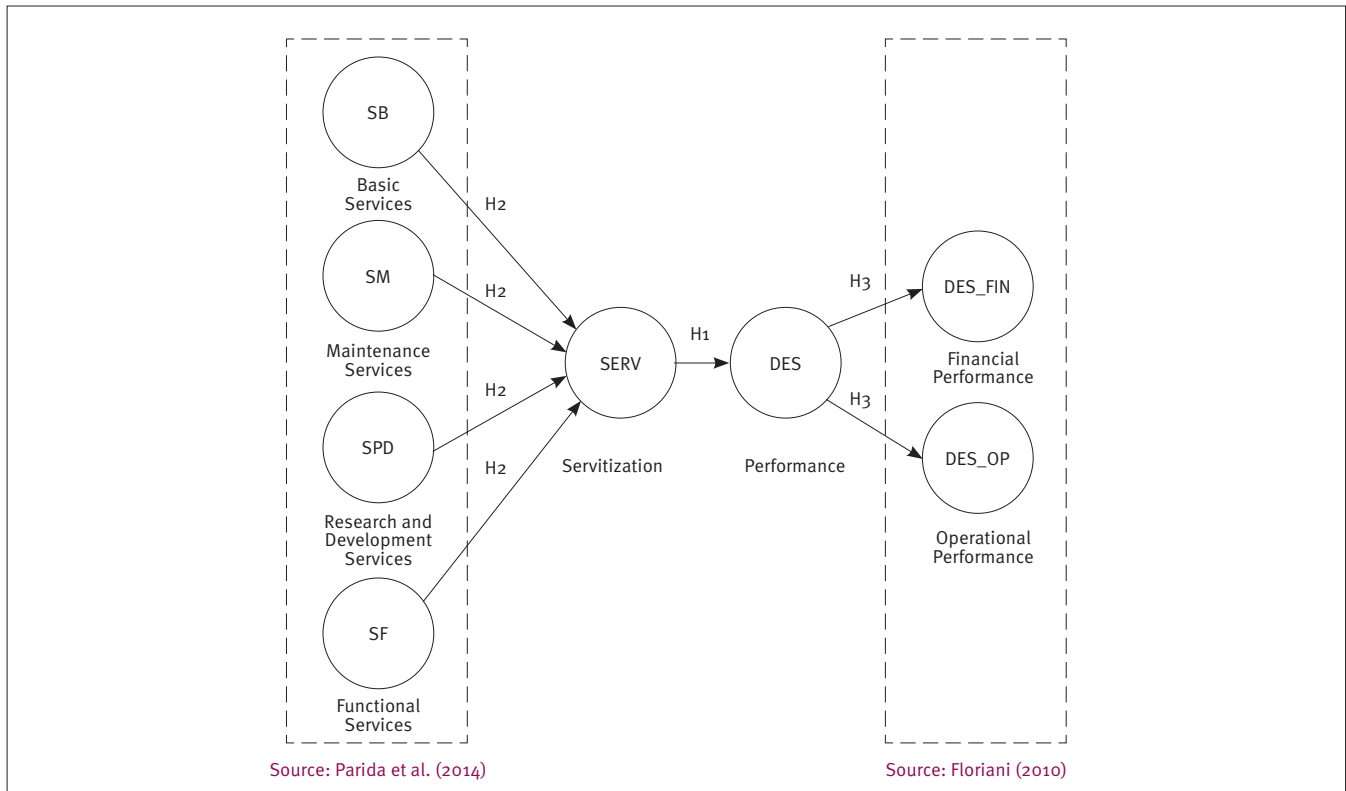 SB
Basic
Services
H2
SM
Maintenance
Services
H2
SPD
Research and
Development
Services
H2
SF
Functional
Services
H2
SERV
Servitization
H1
DES
Performance
H3
DES_FIN
Financial
Performance
H3
DES_OP
Operational
Performance
Source: Parida et al. (2014)
Source: Floriani (2010)